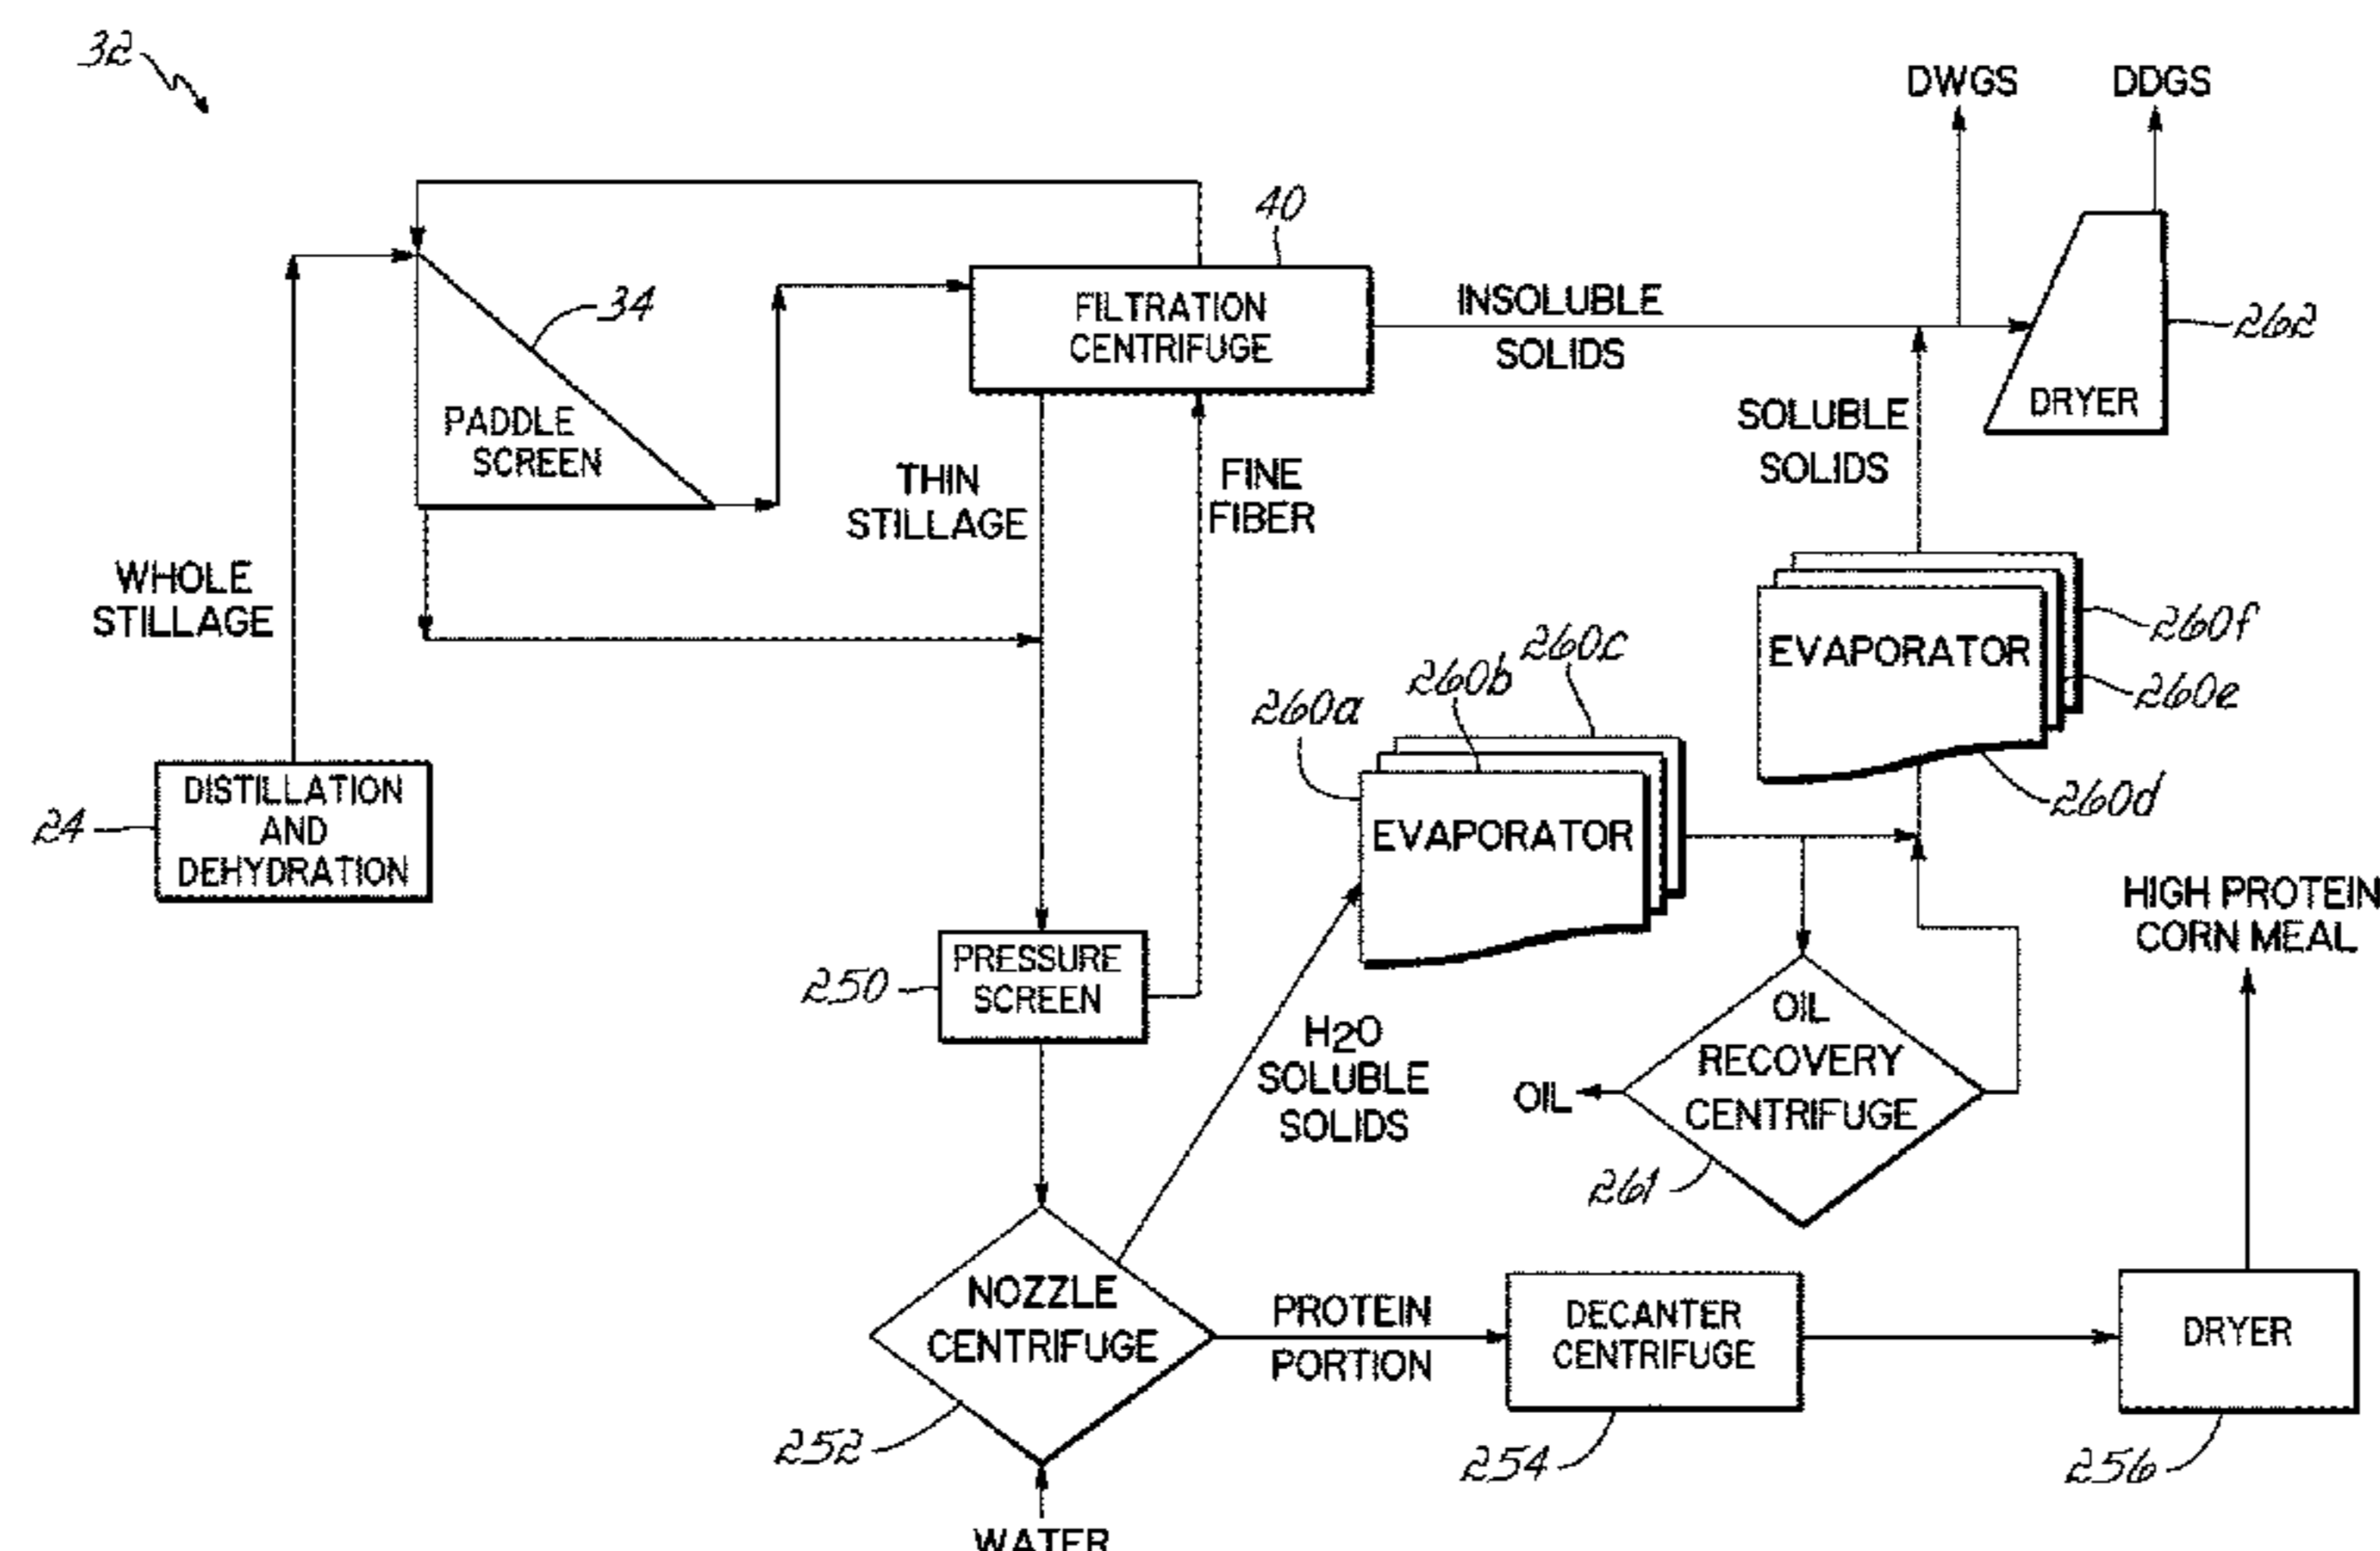 32
DWGS
DDGS
40
FILTRATION
CENTRIFUGE
INSOLUBLE
SOLIDS
34
262
DRYER
PADDLE
SCREEN
SOLUBLE
SOLIDS
THIN
STILLAGE
FINE
FIBER
WHOLE
STILLAGE
EVAPORATOR
260f
260e
260d
260c
260b
260a
EVAPORATOR
DISTILLATION
AND
DEHYDRATION
24
HIGH PROTEIN
CORN MEAL
PRESSURE
SCREEN
250
H2O
SOLUBLE
SOLIDS
OIL
RECOVERY
CENTRIFUGE
OIL
261
NOZZLE
CENTRIFUGE
PROTEIN
PORTION
DECANTER
CENTRIFUGE
DRYER
252
254
256
WATER